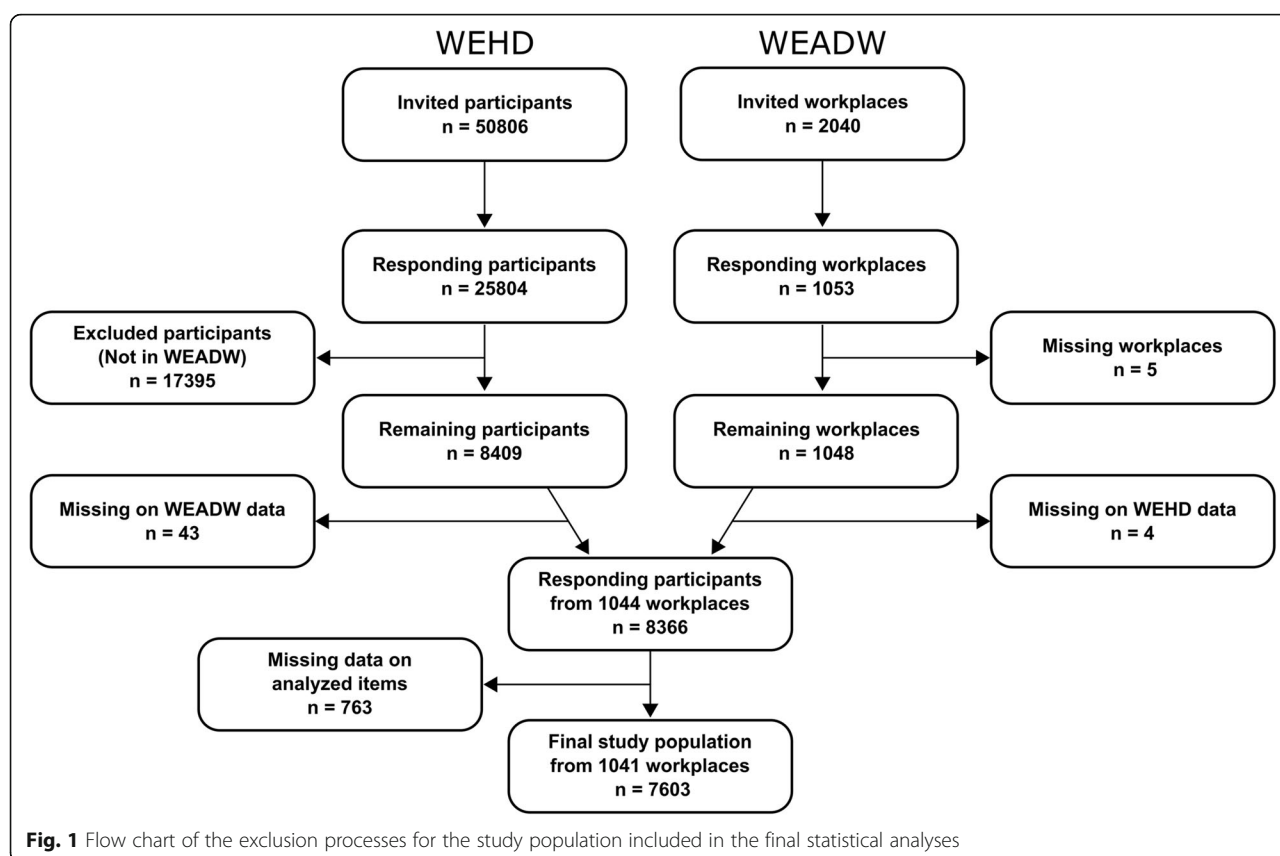 WEHD
WEADW
Invited participants
n = 50806
Invited workplaces
n = 2040
Responding participants
n = 25804
Responding workplaces
n = 1053
Excluded participants
(Not in WEADW)
n = 17395
Missing workplaces
n = 5
Remaining participants
n = 8409
Remaining workplaces
n = 1048
Missing on WEADW data
n = 43
Missing on WEHD data
n = 4
Responding participants
from 1044 workplaces
n = 8366
Missing data on
analyzed items
n = 763
Final study population
from 1041 workplaces
n = 7603
Fig. 1 Flow chart of the exclusion processes for the study population included in the final statistical analyses